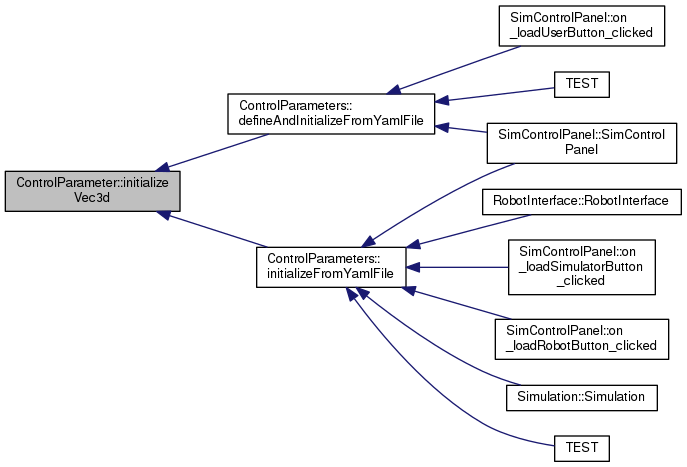 SimControlPanel::on
_loadUserButton_clicked
TEST
ControlParameters::
defineAndInitializeFromYamlFile
SimControlPanel::SimControl
Panel
ControlParameter::initialize
Vec3d
RobotInterface::RobotInterface
ControlParameters::
initializeFromYamlFile
SimControlPanel::on
_loadSimulatorButton
_clicked
SimControlPanel::on
_loadRobotButton_clicked
Simulation::Simulation
TEST